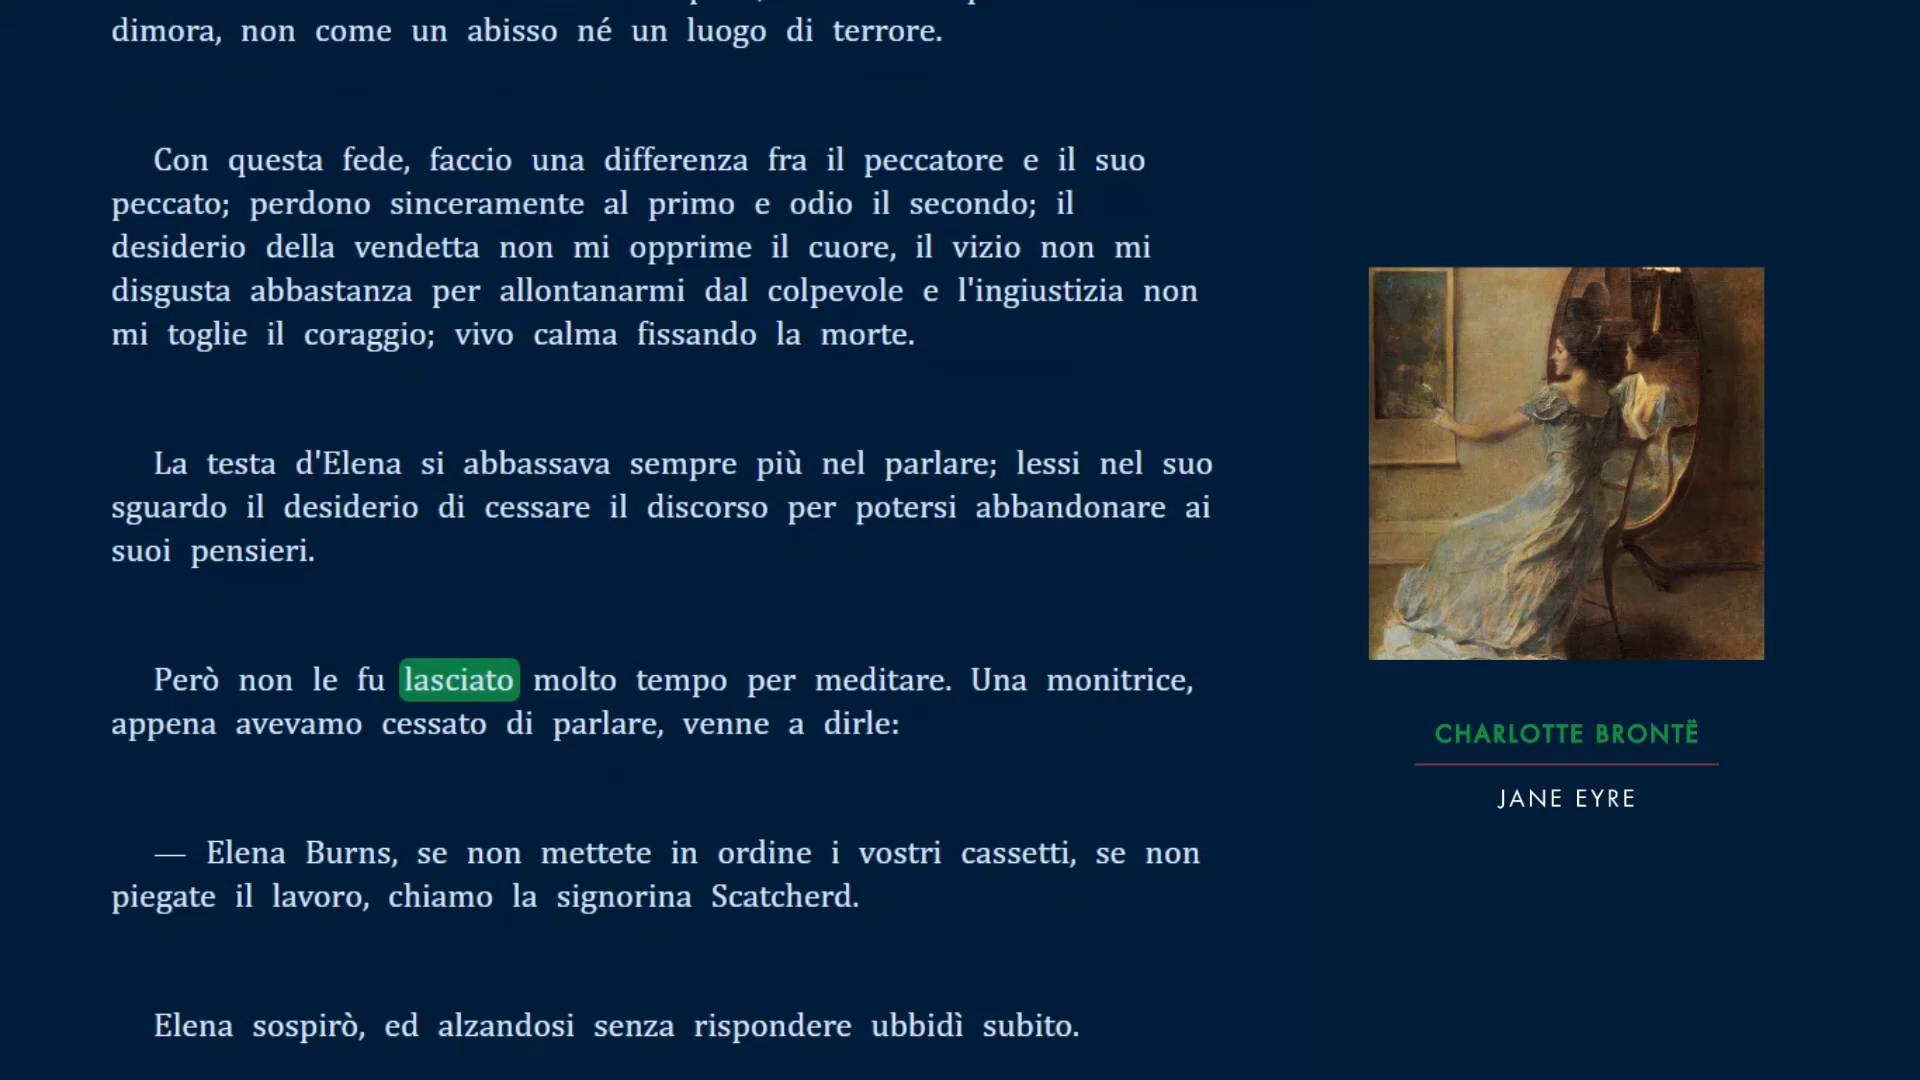 dimora, non come un abisso né un luogo di terrore.
Con questa fede, faccio una differenza fra il peccatore e il suo
peccato; perdono sinceramente al primo e odio il secondo; il
desiderio della vendetta non mi opprime il cuore, il vizio non mi
disgusta abbastanza per allontanarmi dal colpevole e l'ingiustizia non
mi toglie il coraggio; vivo calma fissando la morte.
La testa d'Elena si abbassava sempre più nel parlare; lessi nel suo
sguardo il desiderio di cessare il discorso per potersi abbandonare ai
suoi pensieri.
Però non le fu lasciato molto tempo per meditare. Una monitrice,
appena avevamo cessato di parlare, venne a dirle:
— Elena Burns, se non mettete in ordine i vostri cassetti, se non
piegate il lavoro, chiamo la signorina Scatcherd.
Elena sospirò, ed alzandosi senza rispondere ubbidì subito.
CHARLOTTE BRONTË
JANE EYRE